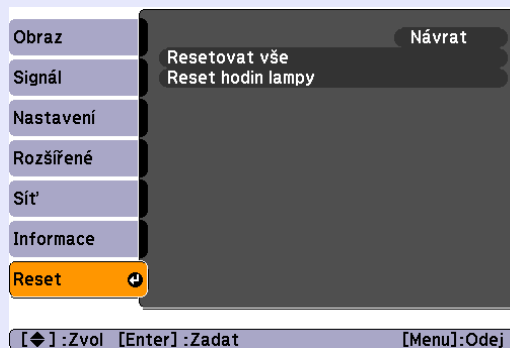 Obraz
Signál
Nastavení
Rozšířené
Síť
Informace
Reset
Návrat
Resetovat vše
Reset hodin lampy
[◆] :Zvol [Enter] :Zadat [Menu]:Odej